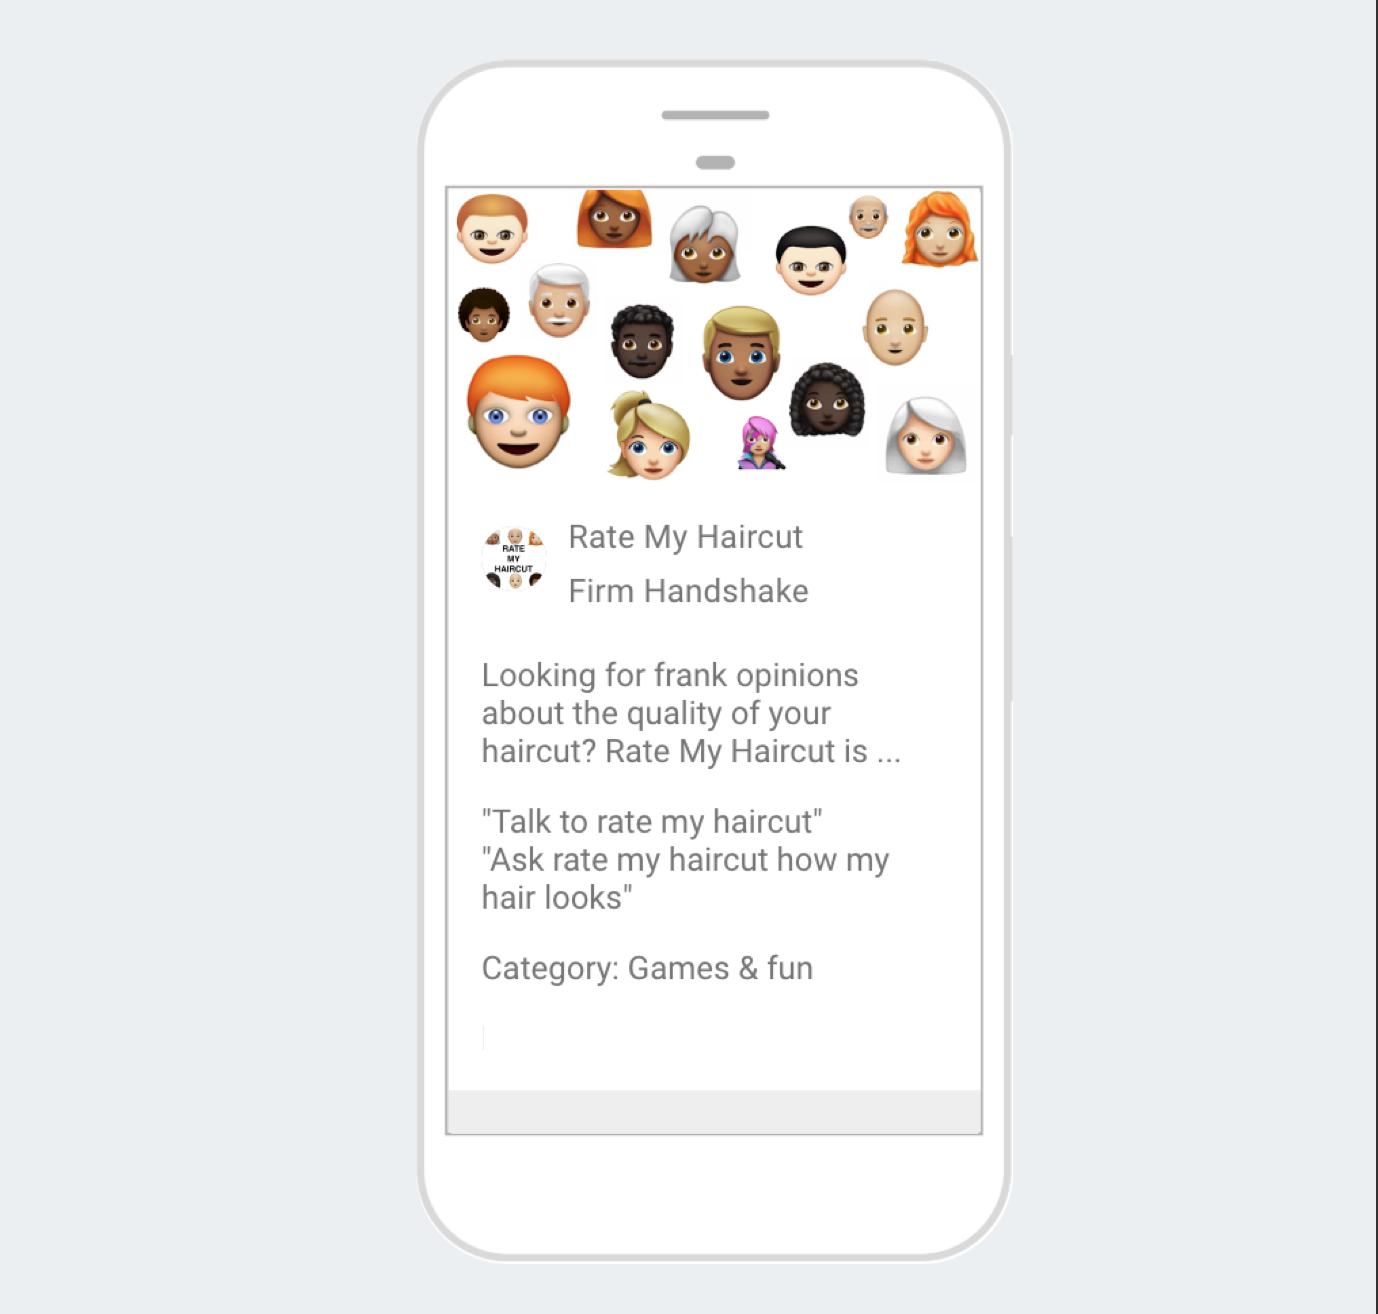 RATE
MY
HAIRCUT
Rate My Haircut
Firm Handshake
Looking for frank opinions
about the quality of your
haircut? Rate My Haircut is ...
"Talk to rate my haircut"
"Ask rate my haircut how my
hair looks"
Category: Games & fun